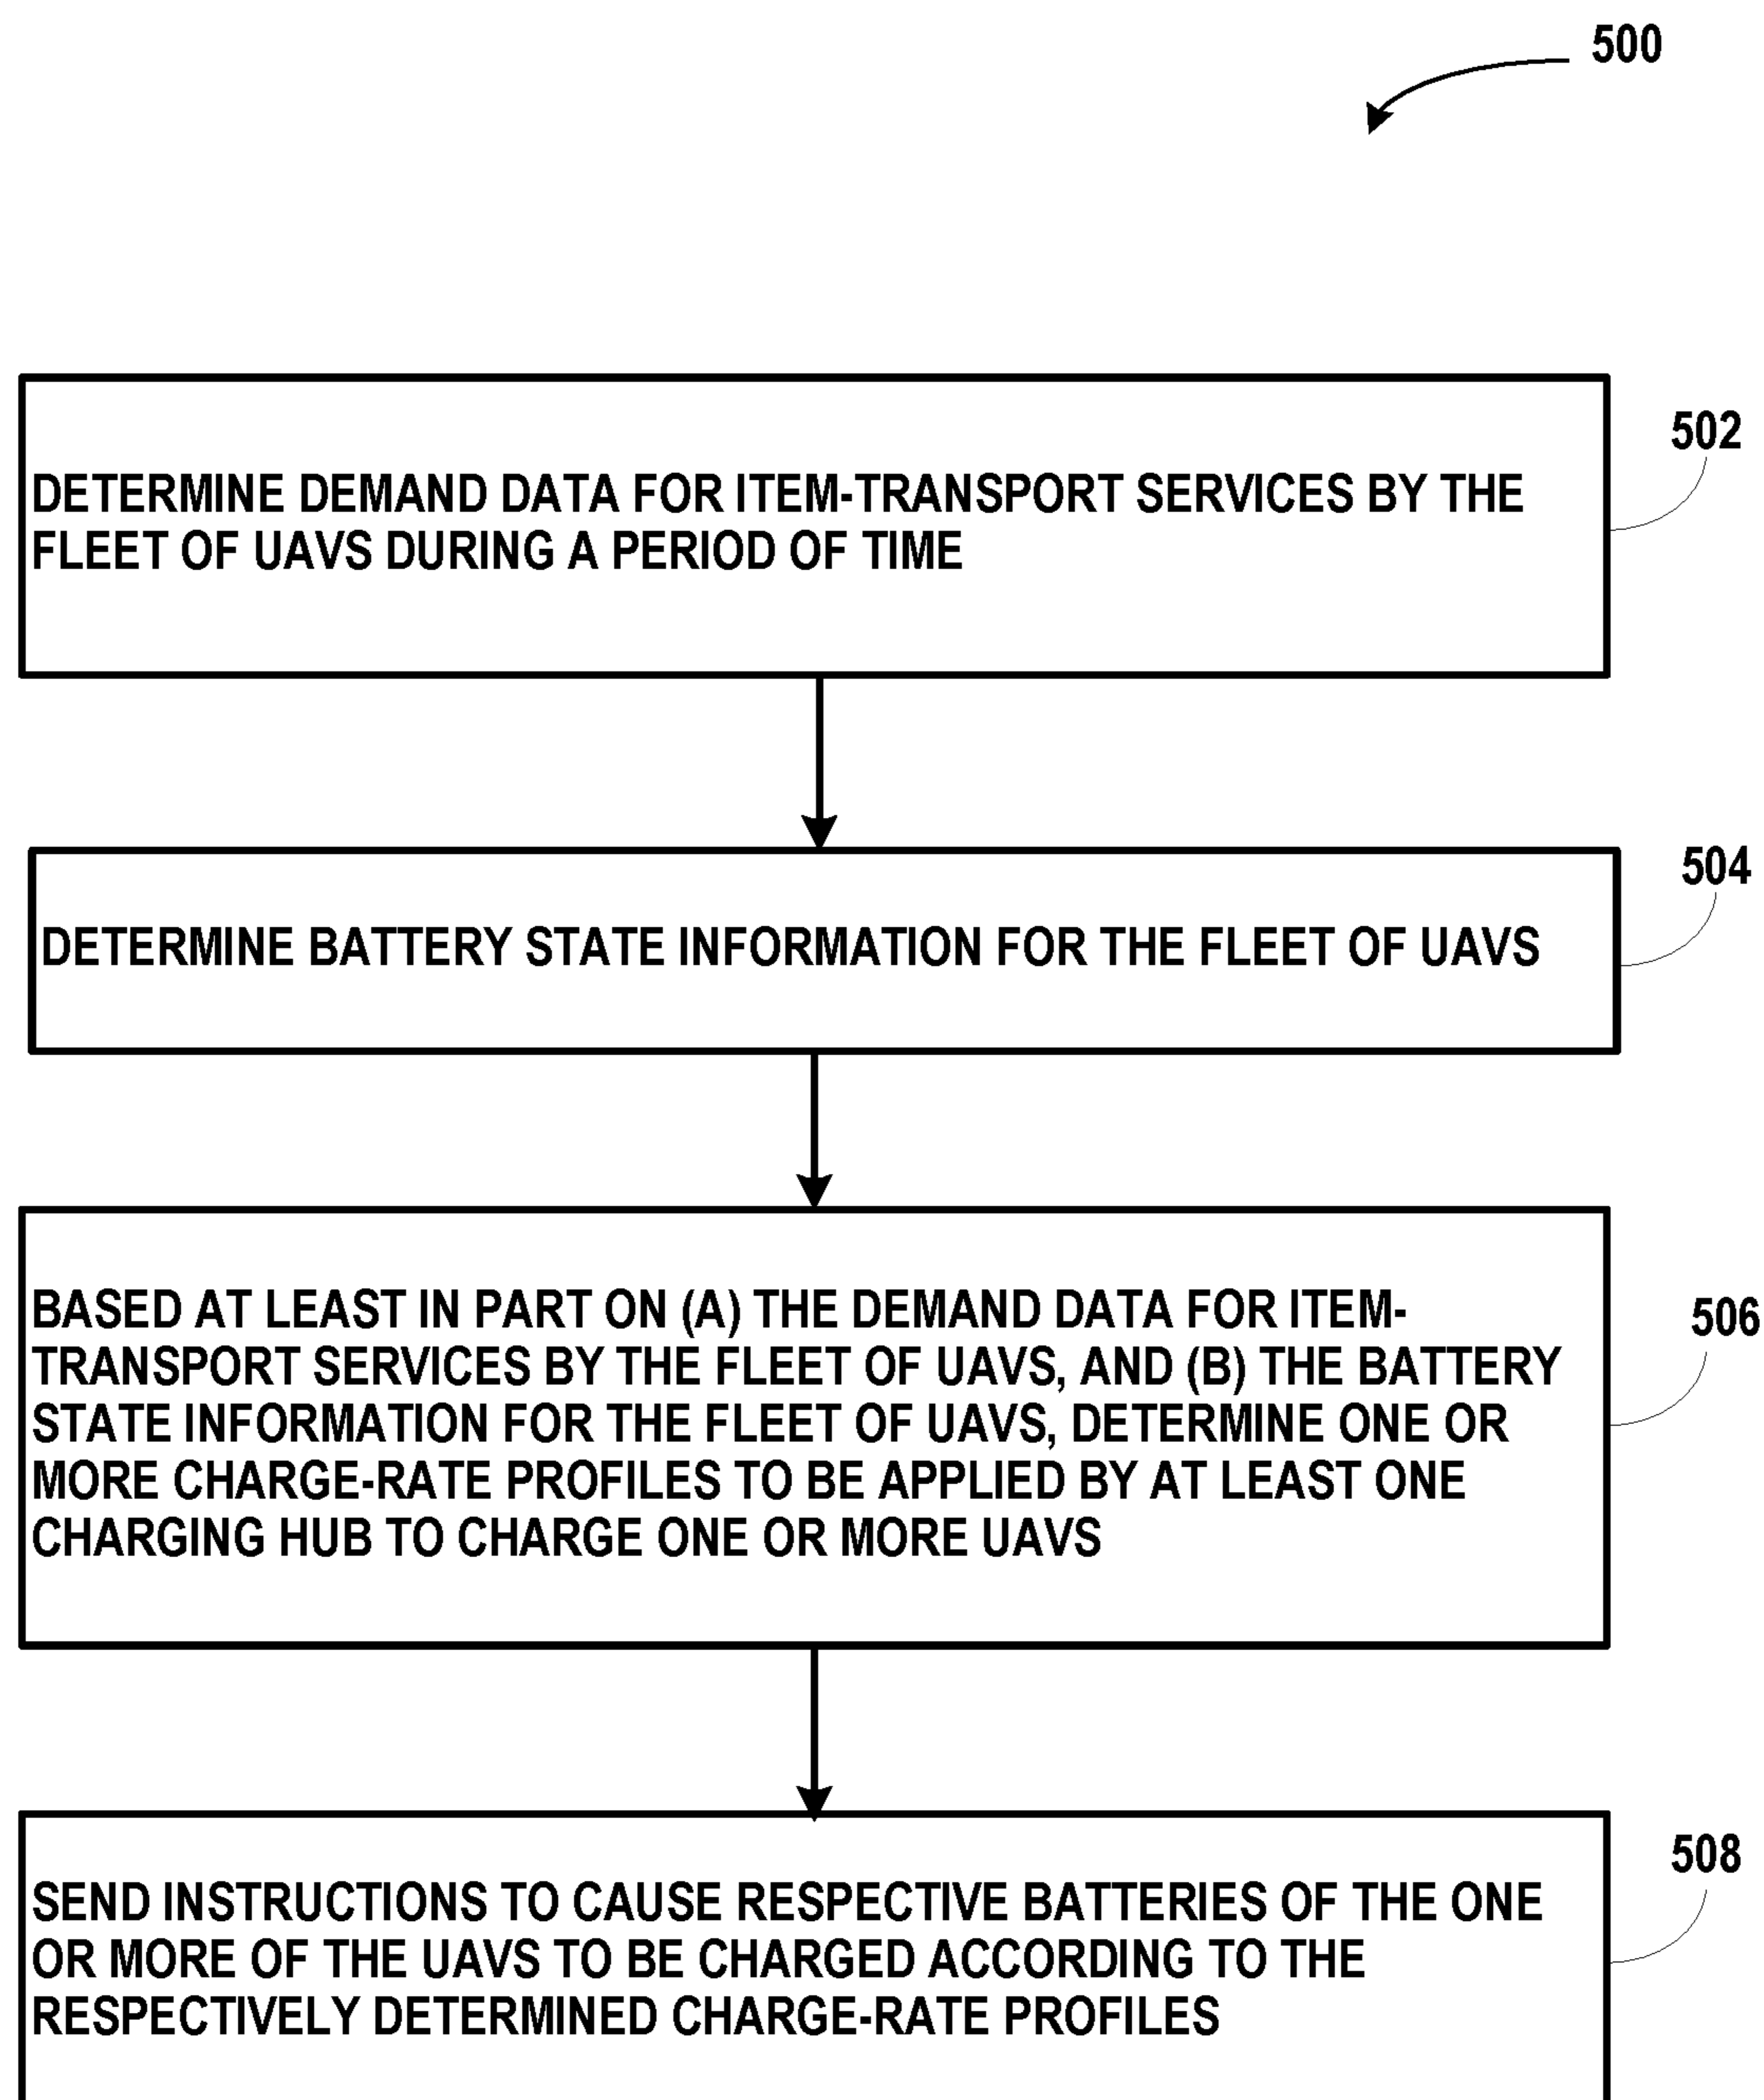 500
502
DETERMINE DEMAND DATA FOR ITEM-TRANSPORT SERVICES BY THE
FLEET OF UAVS DURING A PERIOD OF TIME
504
DETERMINE BATTERY STATE INFORMATION FOR THE FLEET OF UAVS
506
BASED AT LEAST IN PART ON (A) THE DEMAND DATA FOR ITEM-
TRANSPORT SERVICES BY THE FLEET OF UAVS, AND (B) THE BATTERY
STATE INFORMATION FOR THE FLEET OF UAVS, DETERMINE ONE OR
MORE CHARGE-RATE PROFILES TO BE APPLIED BY AT LEAST ONE
CHARGING HUB TO CHARGE ONE OR MORE UAVS
508
SEND INSTRUCTIONS TO CAUSE RESPECTIVE BATTERIES OF THE ONE
OR MORE OF THE UAVS TO BE CHARGED ACCORDING TO THE
RESPECTIVELY DETERMINED CHARGE-RATE PROFILES